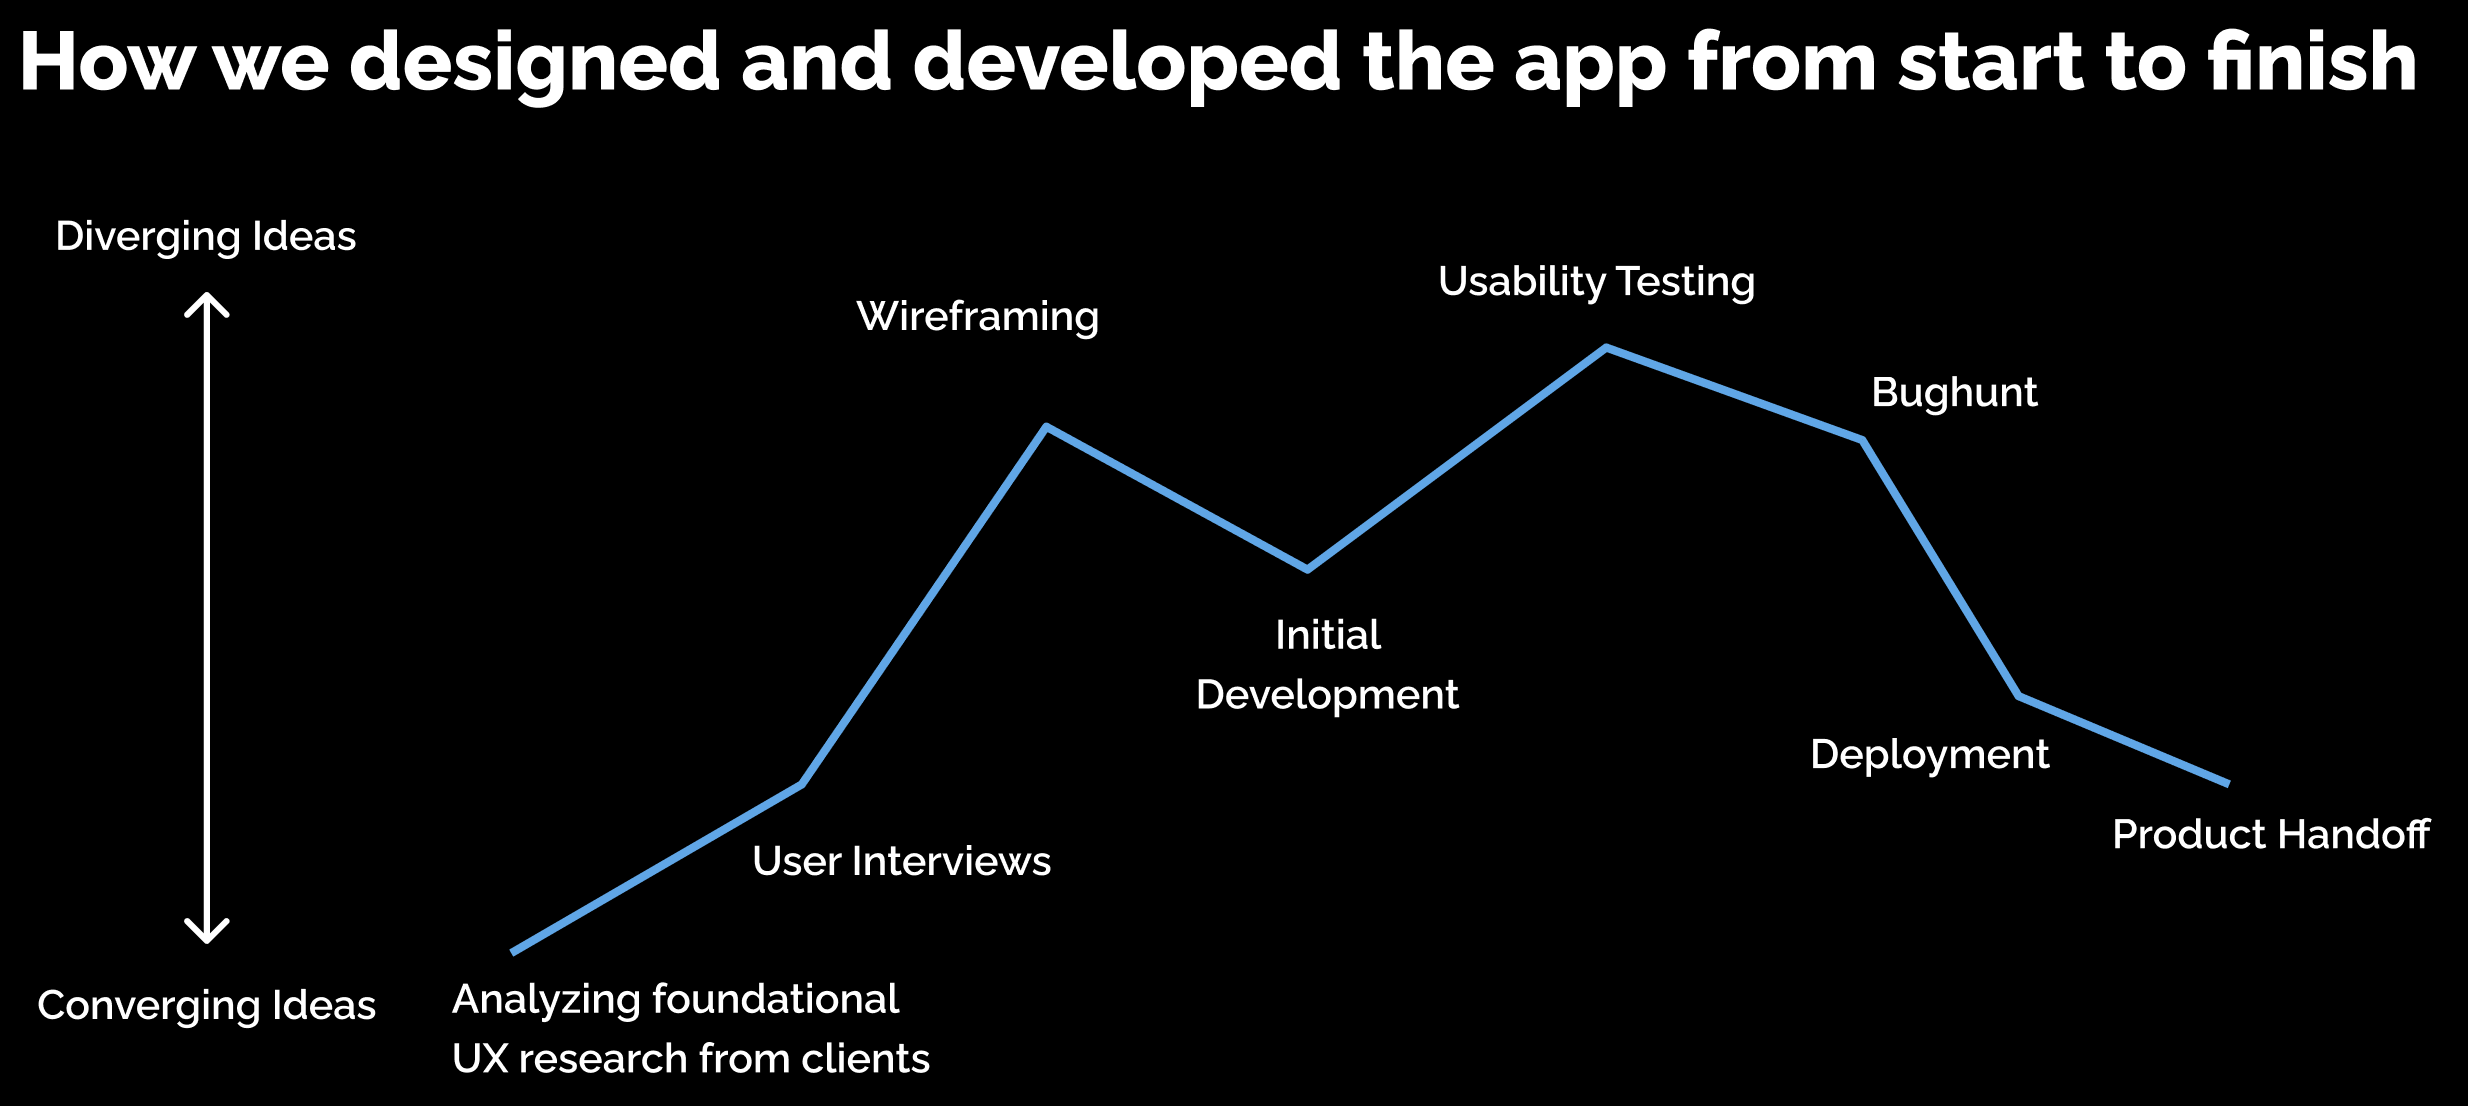 How we designed and developed the app from start to finish
Diverging Ideas
Converging Ideas
Analyzing foundational
UX research from clients
User Interviews
Wireframing
Initial
Development
Usability Testing
Bughunt
Deployment
Product Handoff